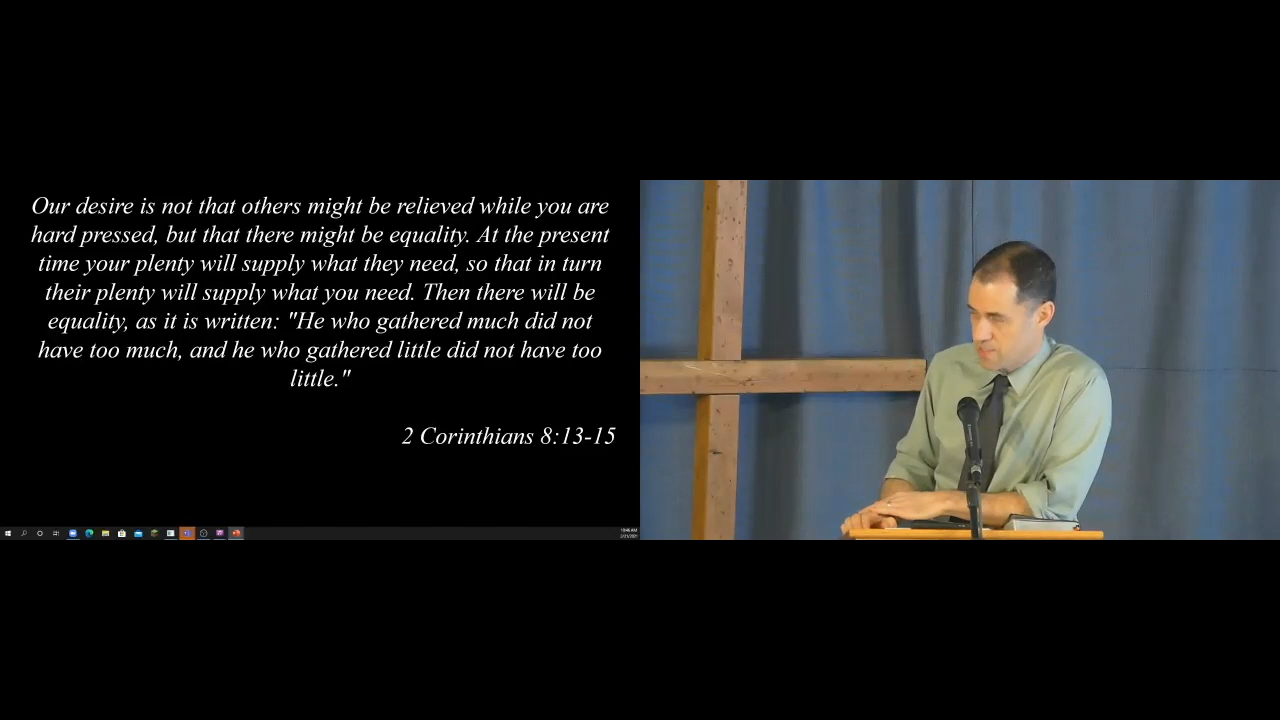 Our desire is not that others might be relieved while you are
hard pressed, but that there might be equality. At the present
time your plenty will supply what they need, so that in turn
their plenty will supply what you need. Then there will be
equality, as it is written: "He who gathered much did not
have too much, and he who gathered little did not have too
little."
2 Corinthians 8:13-15